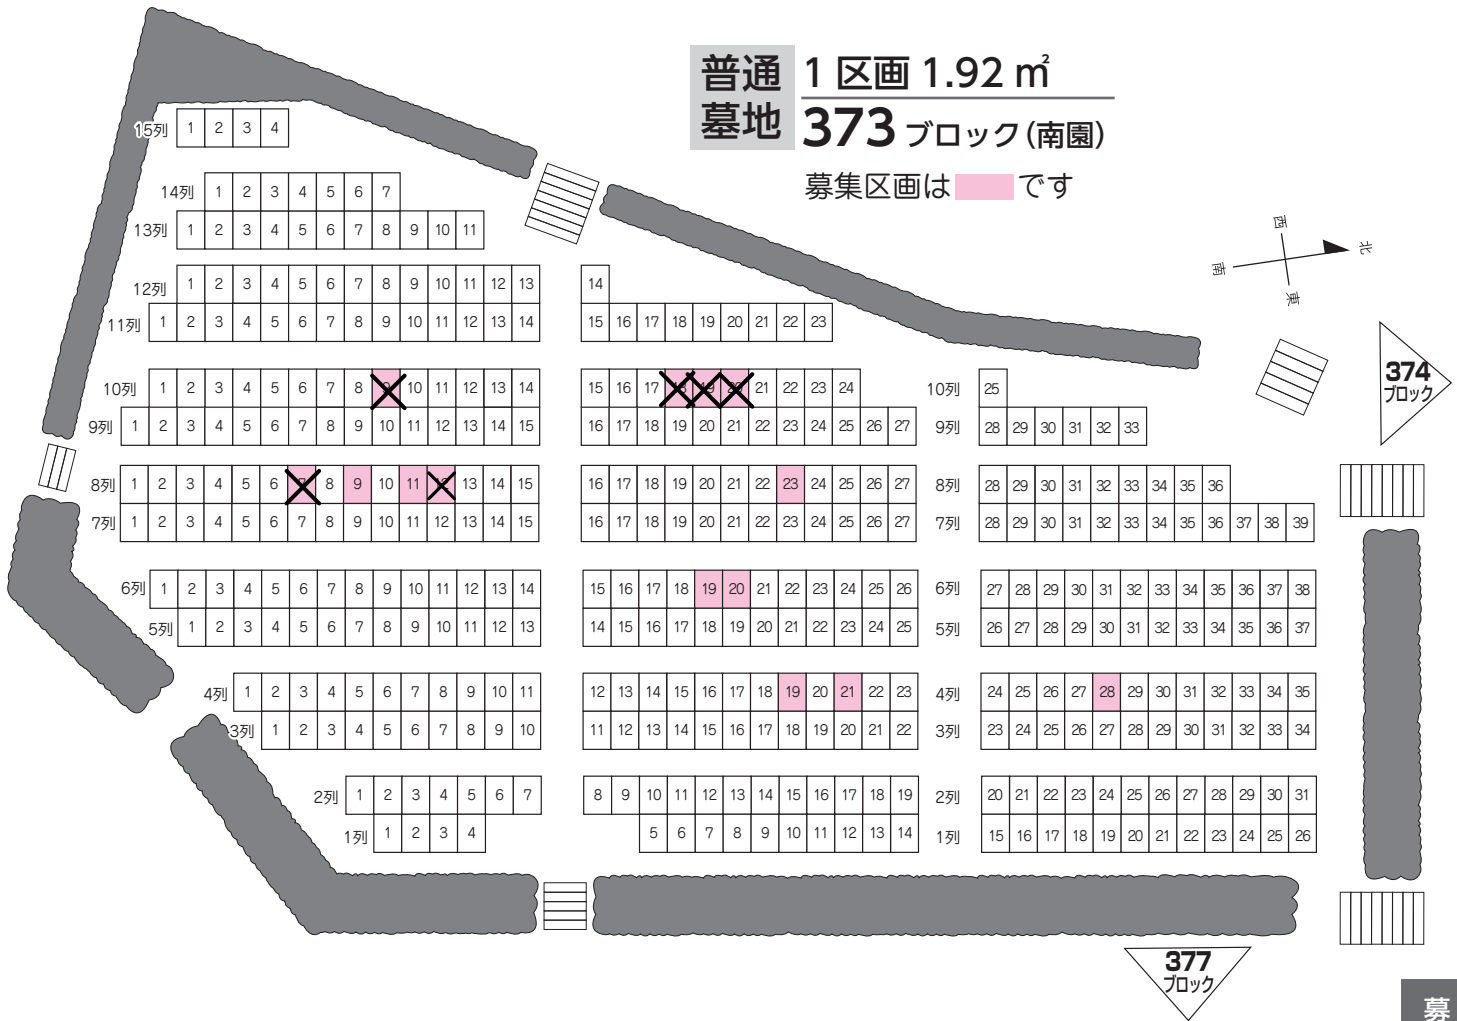 普通
墓地
1 区画 1.92 ㎡
373 ブロック(南園)
募集区画は です
西
北
南
東
15列 1 2 3 4
14列 1 2 3 4 5 6 7
13列 1 2 3 4 5 6 7 8 9 10 11
12列 1 2 3 4 5 6 7 8 9 10 11 12 13 14
11列 1 2 3 4 5 6 7 8 9 10 11 12 13 14 15 16 17 18 19 20 21 22 23
374
ブロック
10列 1 2 3 4 5 6 7 8 9 10 11 12 13 14 15 16 17 18 19 20 21 22 23 24 10列 25
9列 1 2 3 4 5 6 7 8 9 10 11 12 13 14 15 16 17 18 19 20 21 22 23 24 25 26 27 9列 28 29 30 31 32 33
8列 1 2 3 4 5 6 7 8 9 10 11 12 13 14 15 16 17 18 19 20 21 22 23 24 25 26 27 8列 28 29 30 31 32 33 34 35 36
7列 1 2 3 4 5 6 7 8 9 10 11 12 13 14 15 16 17 18 19 20 21 22 23 24 25 26 27 7列 28 29 30 31 32 33 34 35 36 37 38 39
6列 1 2 3 4 5 6 7 8 9 10 11 12 13 14 15 16 17 18 19 20 21 22 23 24 25 26 6列 27 28 29 30 31 32 33 34 35 36 37 38
5列 1 2 3 4 5 6 7 8 9 10 11 12 13 14 15 16 17 18 19 20 21 22 23 24 25 5列 26 27 28 29 30 31 32 33 34 35 36 37
4列 1 2 3 4 5 6 7 8 9 10 11 12 13 14 15 16 17 18 19 20 21 22 23 4列 24 25 26 27 28 29 30 31 32 33 34 35
3列 1 2 3 4 5 6 7 8 9 10 11 12 13 14 15 16 17 18 19 20 21 22 3列 23 24 25 26 27 28 29 30 31 32 33 34
2列 1 2 3 4 5 6 7 8 9 10 11 12 13 14 15 16 17 18 19 2列 20 21 22 23 24 25 26 27 28 29 30 31
1列 1 2 3 4 5 6 7 8 9 10 11 12 13 14 1列 15 16 17 18 19 20 21 22 23 24 25 26
377
ブロック
募